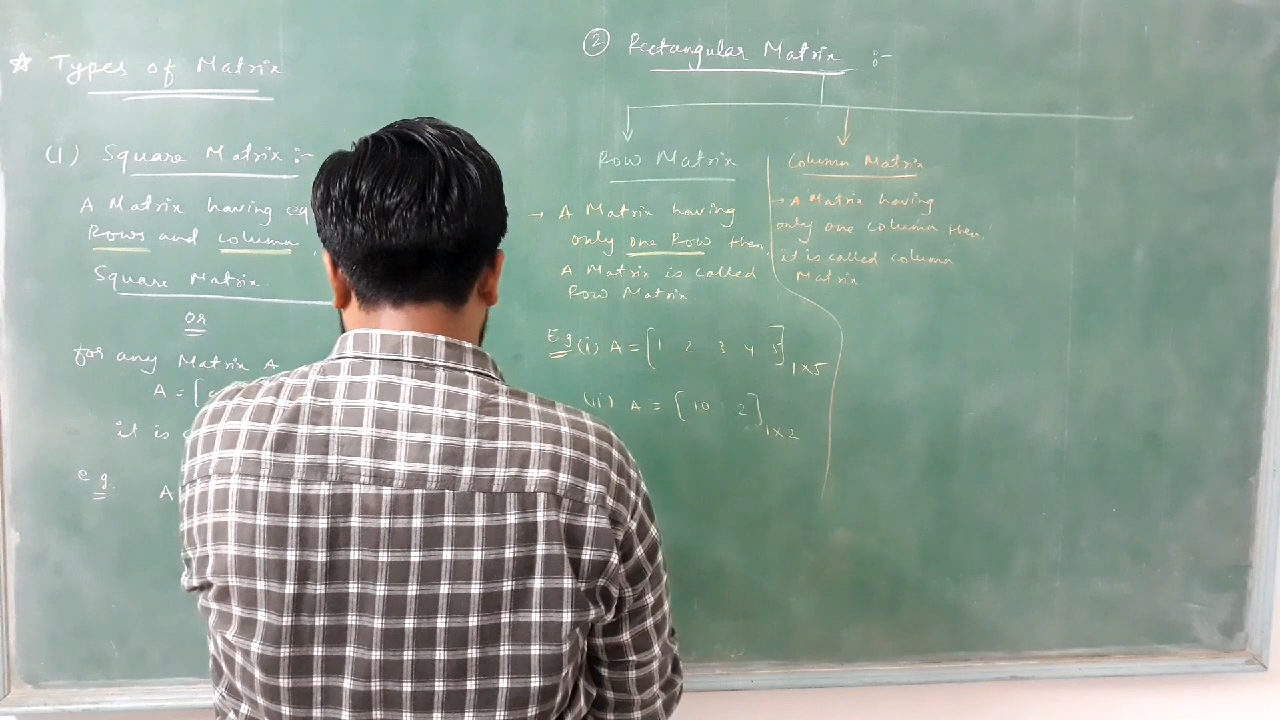 ☆ Types of Matrix
(1) Square Matrix :-
A Matrix having
Rows and column
Square Matrix
or
for any Matrix A
A = [
it is
e.g. A
② Rectangular Matrix :-
Row Matrix
→ A Matrix having
only one Row then
A Matrix is called
Row Matrix
Eg (i) A = [1 2 3 4 5]1×5
(ii) A = [10 2]1×2
Column Matrix
→ A Matrix having
only one column then
it is called column
Matrix